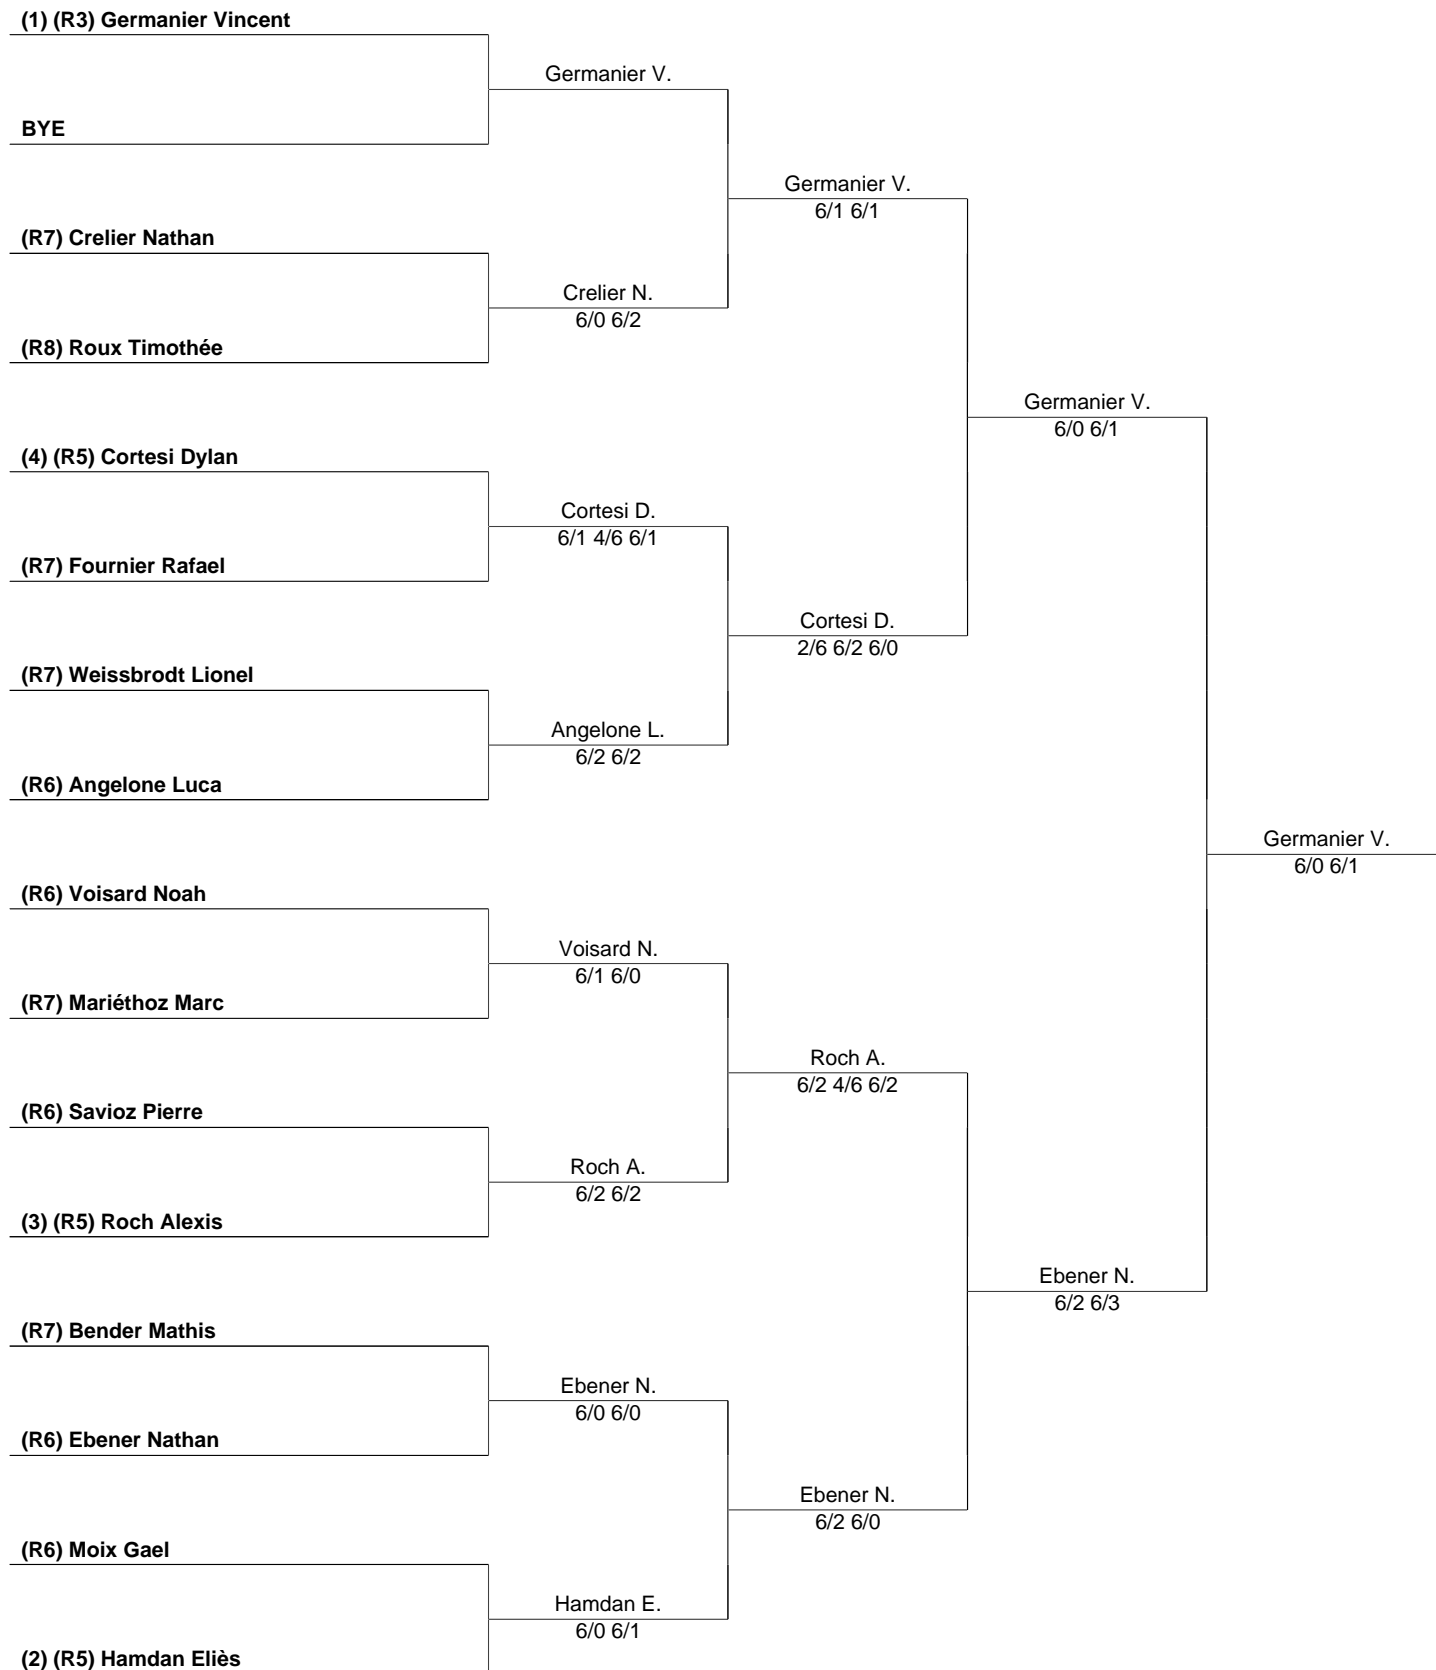 (1) (R3) Germanier Vincent
Germanier V.
BYE
Germanier V.
6/1 6/1
(R7) Crelier Nathan
Crelier N.
6/0 6/2
(R8) Roux Timothée
Germanier V.
6/0 6/1
(4) (R5) Cortesi Dylan
Cortesi D.
6/1 4/6 6/1
(R7) Fournier Rafael
Cortesi D.
2/6 6/2 6/0
(R7) Weissbrodt Lionel
Angelone L.
6/2 6/2
(R6) Angelone Luca
Germanier V.
6/0 6/1
(R6) Voisard Noah
Voisard N.
6/1 6/0
(R7) Mariéthoz Marc
Roch A.
6/2 4/6 6/2
(R6) Savioz Pierre
Roch A.
6/2 6/2
(3) (R5) Roch Alexis
Ebener N.
6/2 6/3
(R7) Bender Mathis
Ebener N.
6/0 6/0
(R6) Ebener Nathan
Ebener N.
6/2 6/0
(R6) Moix Gael
Hamdan E.
6/0 6/1
(2) (R5) Hamdan Eliès